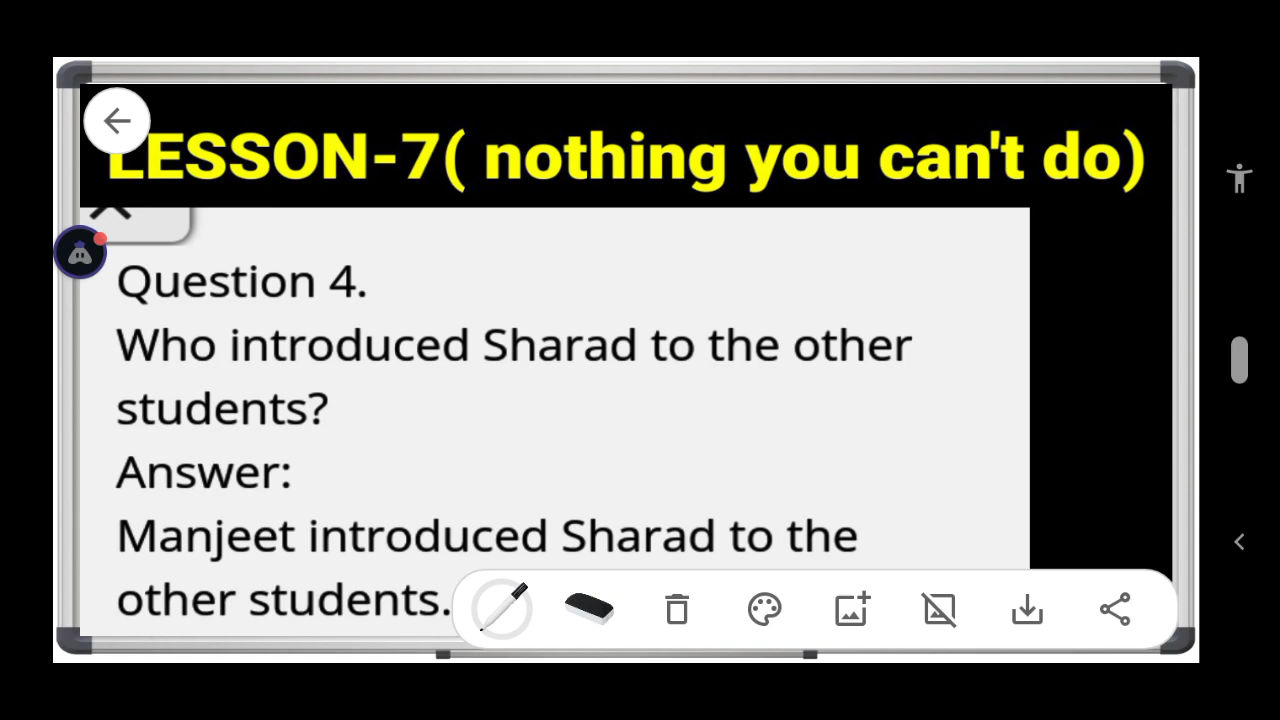 LESSON-7( nothing you can't do)
Question 4.
Who introduced Sharad to the other
students?
Answer:
Manjeet introduced Sharad to the
other students.